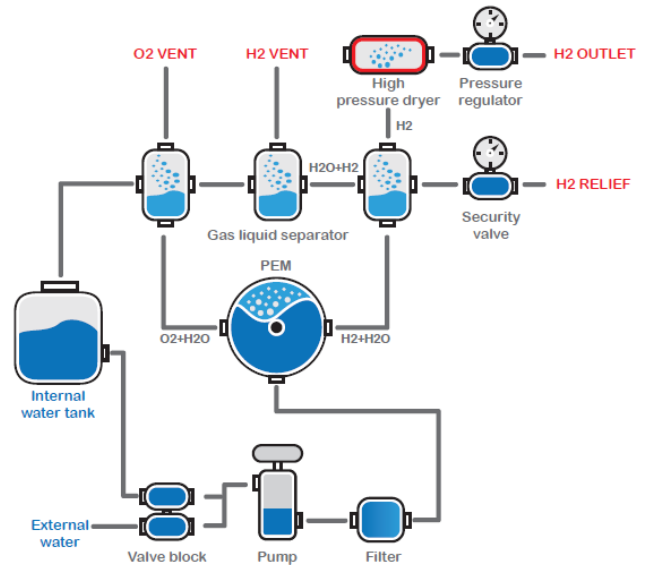 O2 VENT
H2 VENT
H2 OUTLET
High
pressure dryer
Pressure
regulator
H2
H2O+H2
H2 RELIEF
Gas liquid separator
Security
valve
PEM
O2+H2O
H2+H2O
Internal
water tank
External
water
Valve block
Pump
Filter